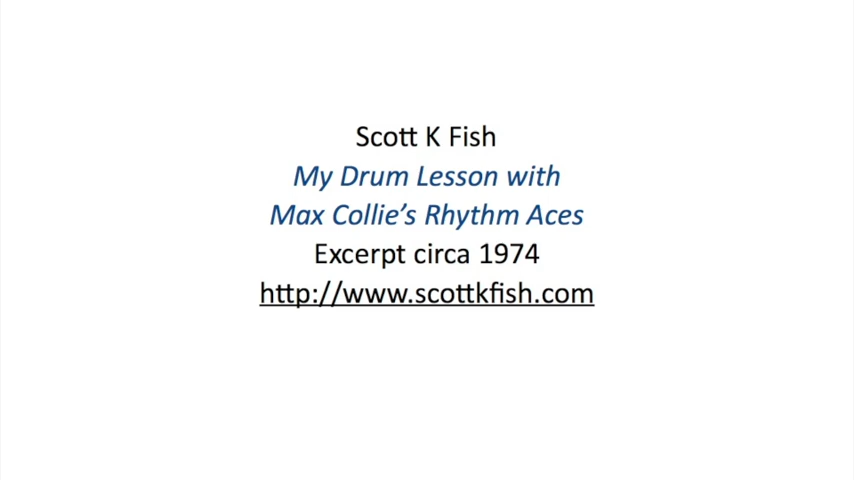 Scott K Fish
My Drum Lesson with
Max Collie’s Rhythm Aces
Excerpt circa 1974
http://www.scottkfish.com